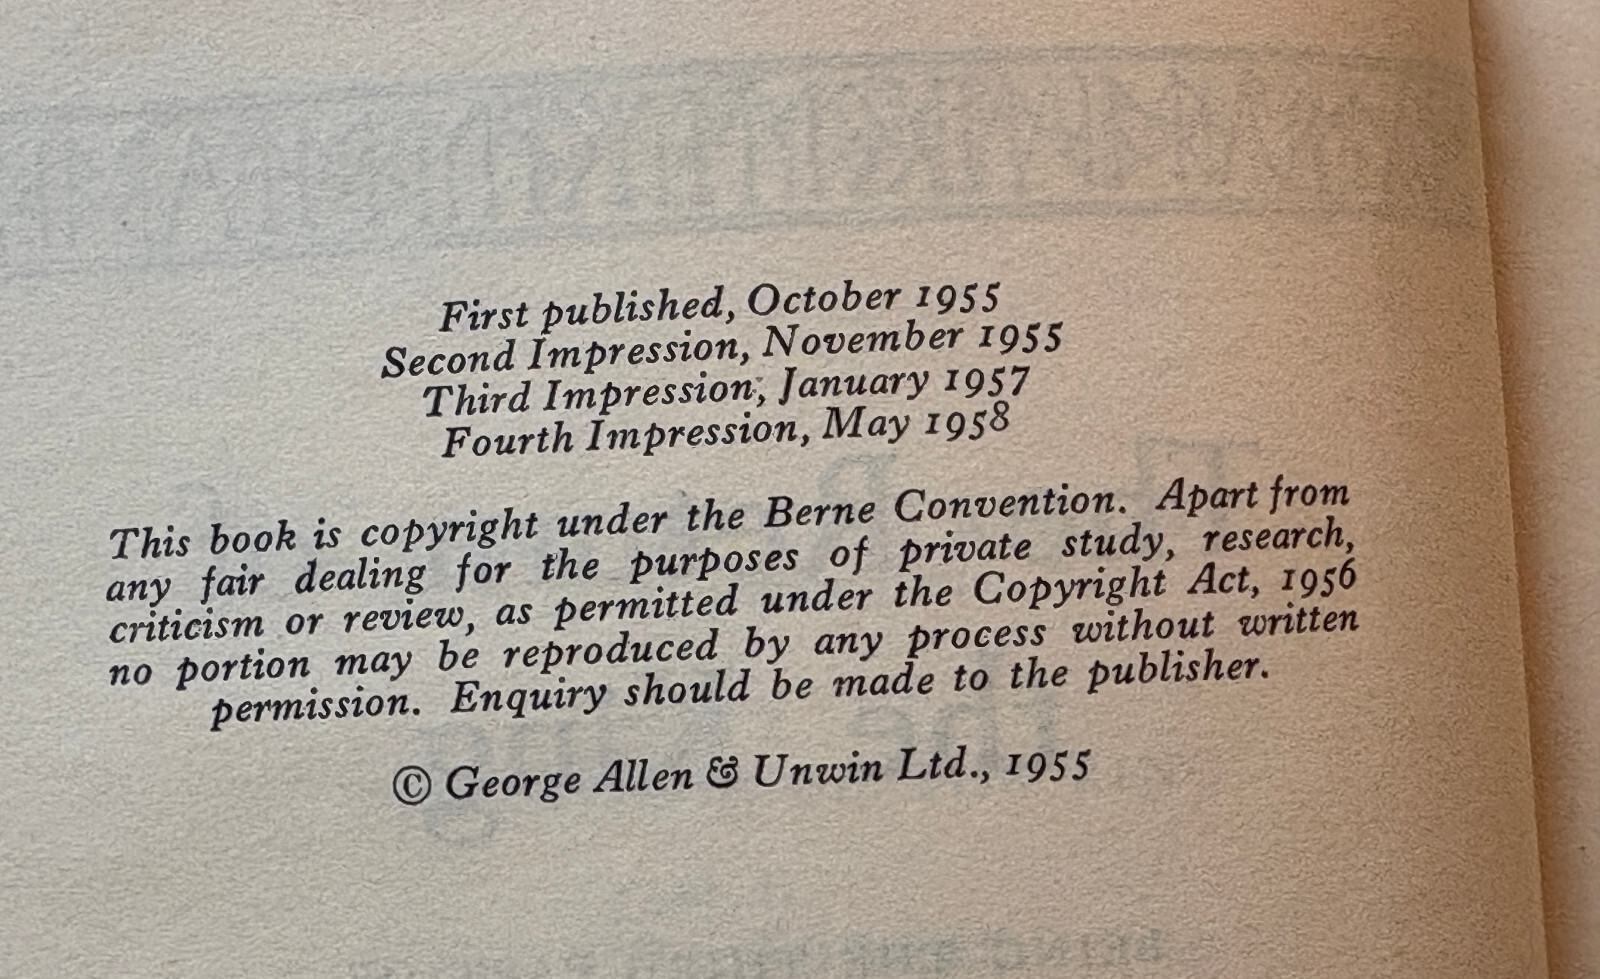 First published, October 1955
Second Impression, November 1955
Third Impression, January 1957
Fourth Impression, May 1958
This book is copyright under the Berne Convention. Apart from
any fair dealing for the purposes of private study, research,
criticism or review, as permitted under the Copyright Act, 1956
no portion may be reproduced by any process without written
permission. Enquiry should be made to the publisher.
© George Allen & Unwin Ltd., 1955